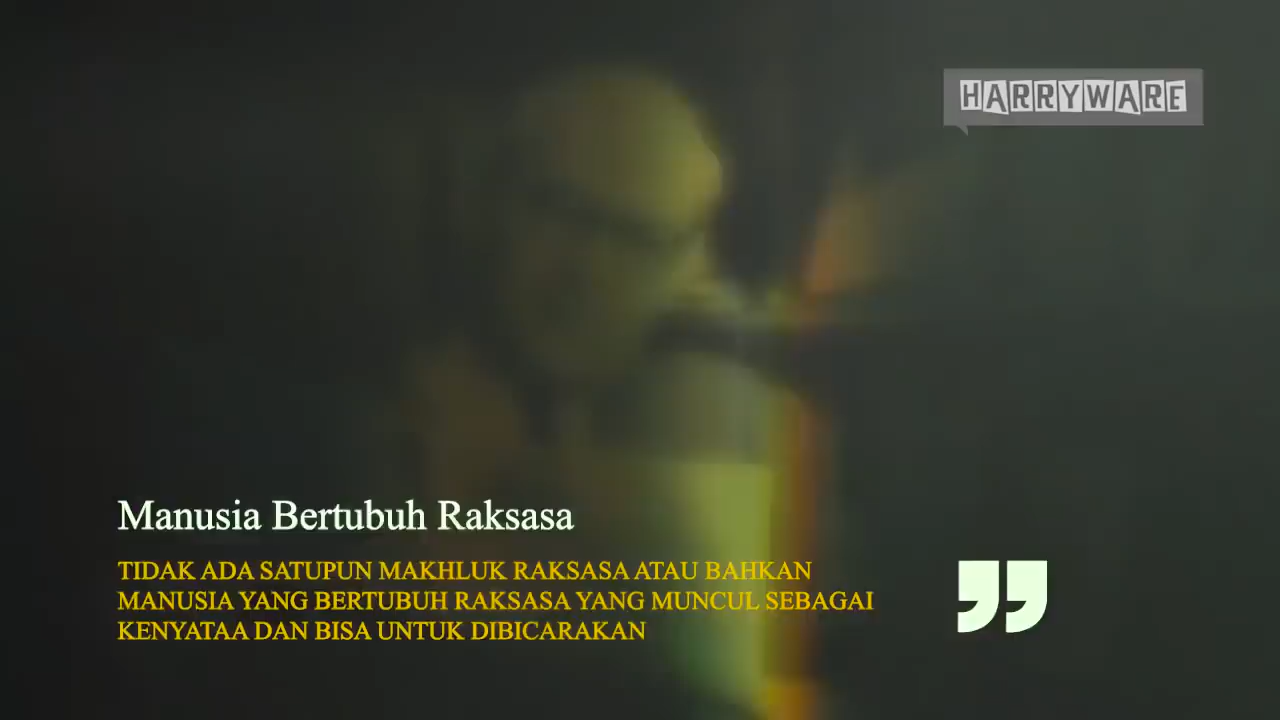 HARRYWARE
Manusia Bertubuh Raksasa
TIDAK ADA SATUPUN MAKHLUK RAKSASA ATAU BAHKAN
MANUSIA YANG BERTUBUH RAKSASA YANG MUNCUL SEBAGAI
KENYATAA DAN BISA UNTUK DIBICARAKAN
”